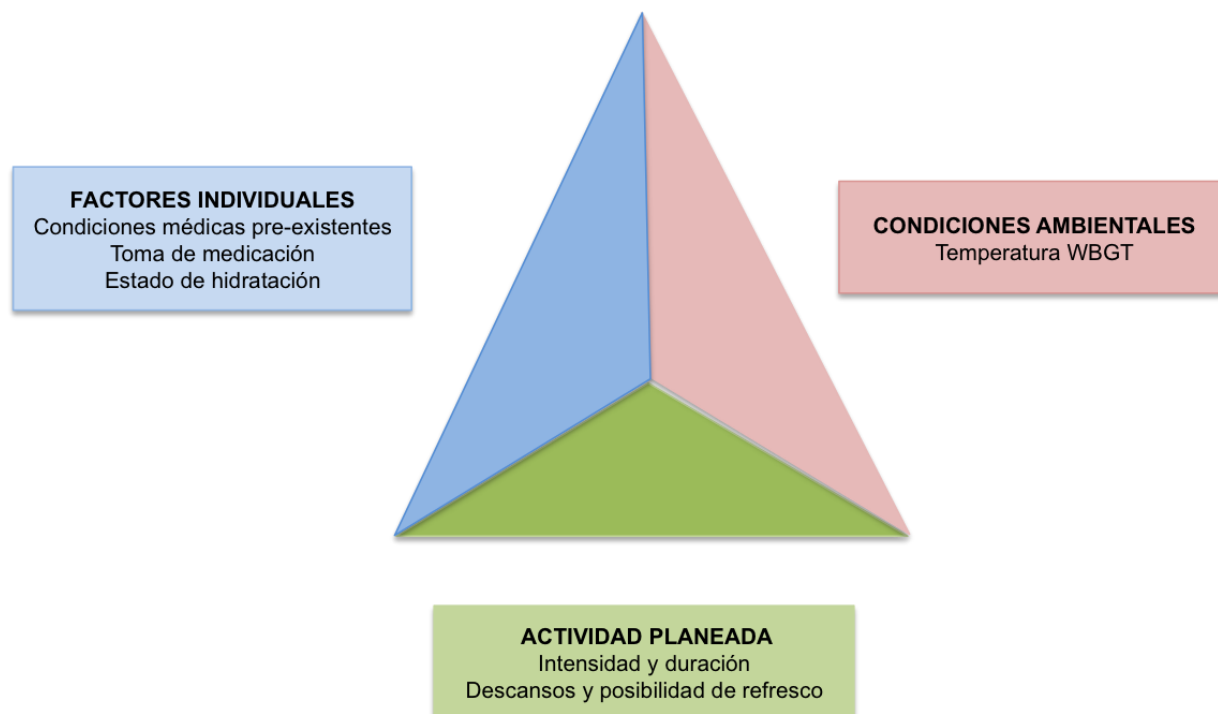 FACTORES INDIVIDUALES
Condiciones médicas pre-existentes
Toma de medicación
Estado de hidratación
CONDICIONES AMBIENTALES
Temperatura WBGT
ACTIVIDAD PLANEADA
Intensidad y duración
Descansos y posibilidad de refresco